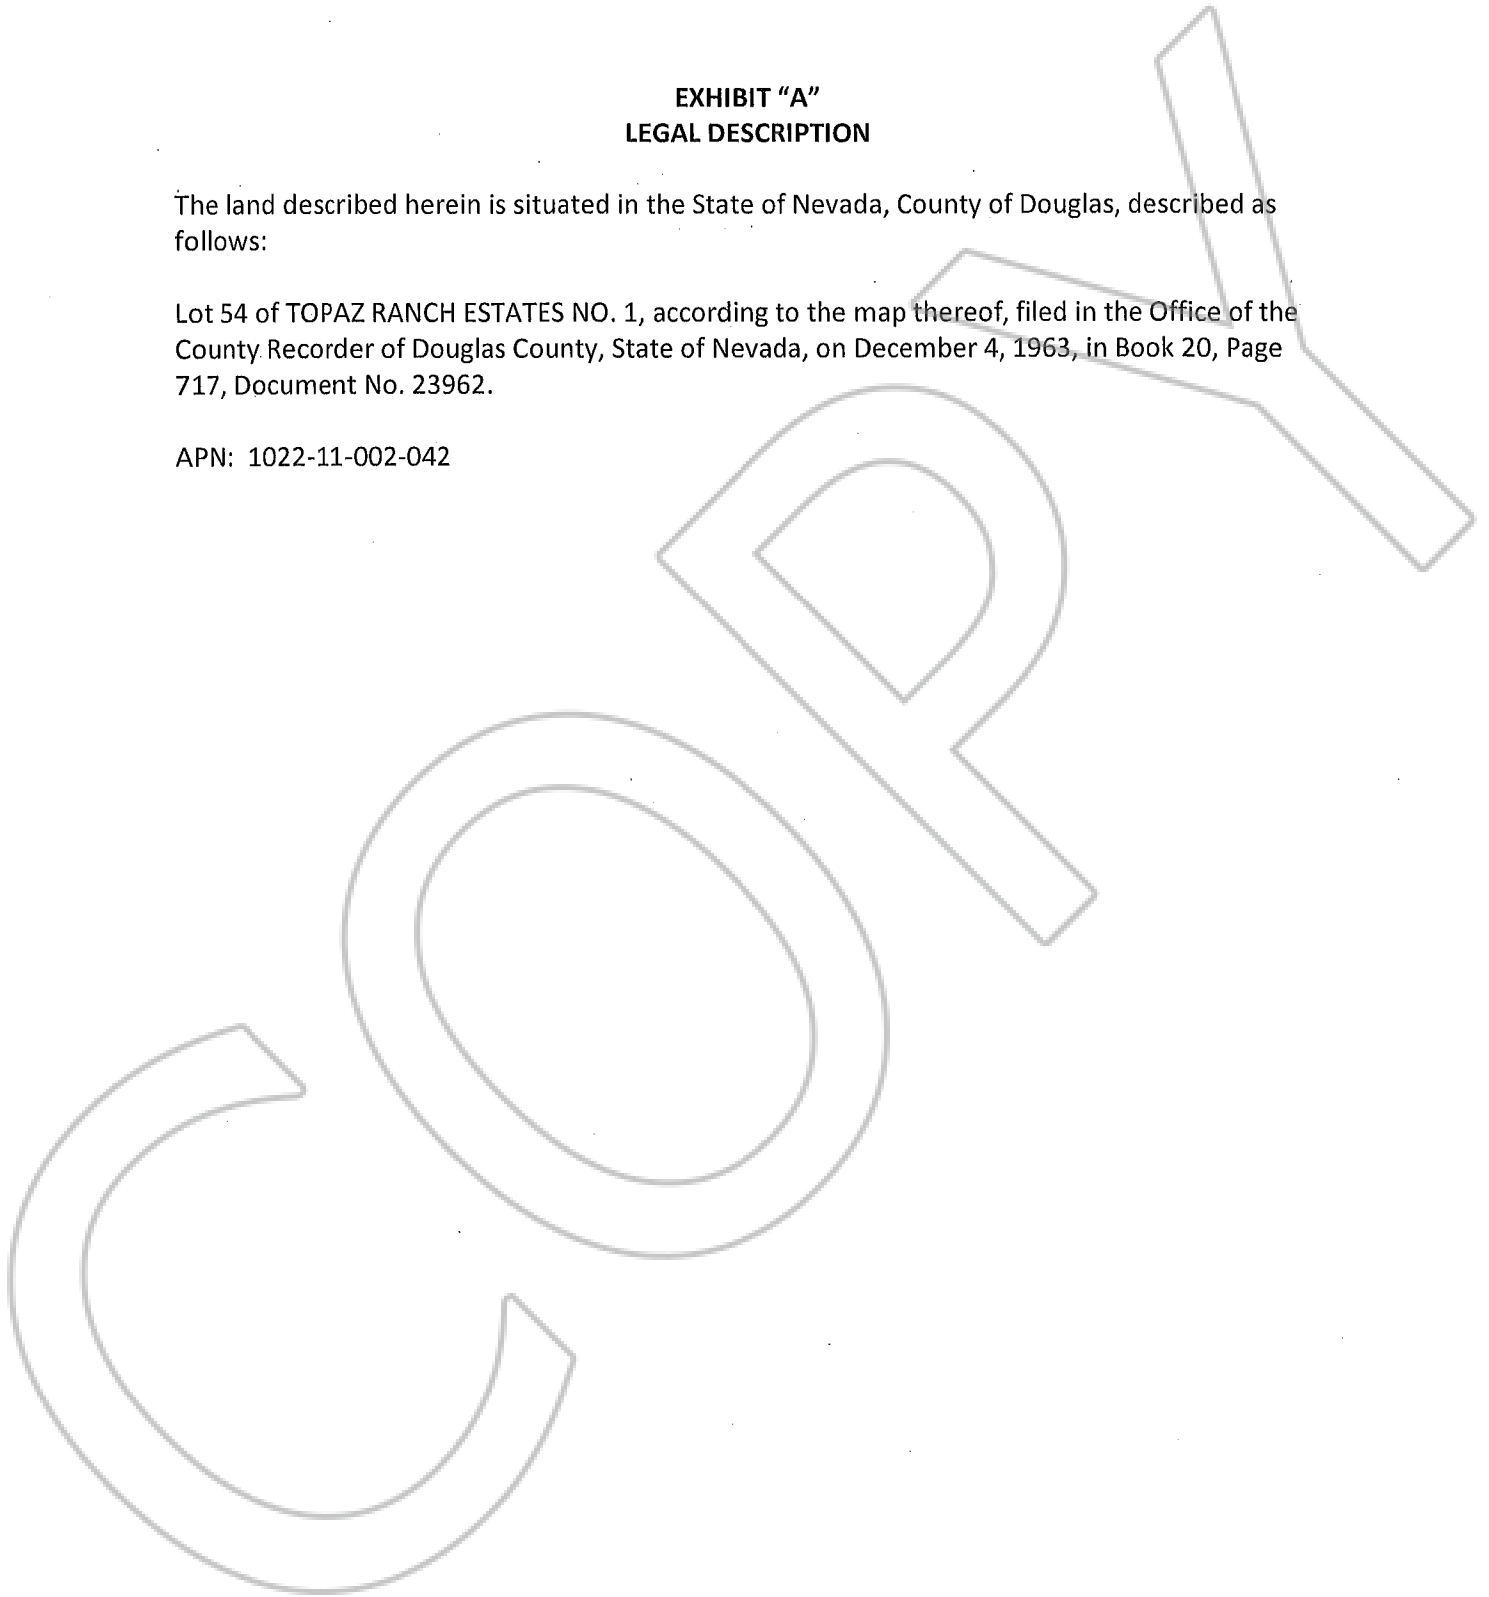 EXHIBIT “A”
LEGAL DESCRIPTION
The land described herein is situated in the State of Nevada, County of Douglas, described as
follows:
Lot 54 of TOPAZ RANCH ESTATES NO. 1, according to the map thereof, filed in the Office of the
County Recorder of Douglas County, State of Nevada, on December 4, 1963, in Book 20, Page
717, Document No. 23962.
APN: 1022-11-002-042
COPY